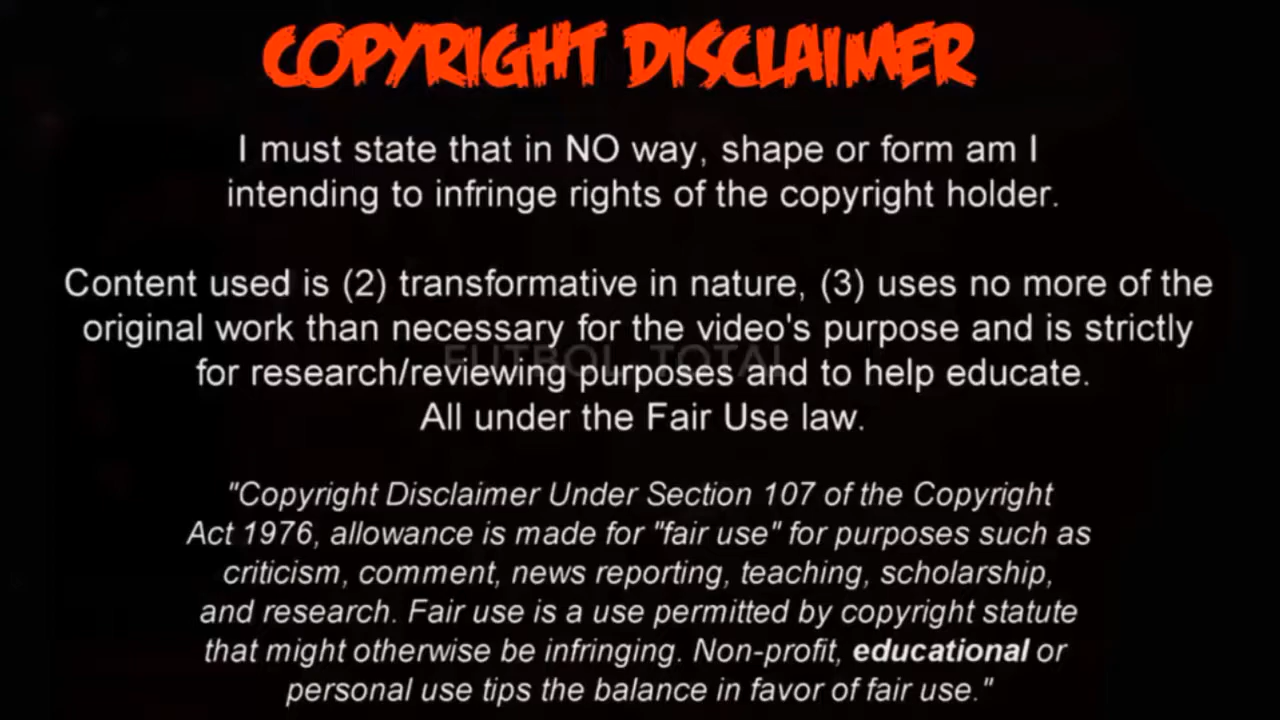 COPYRIGHT DISCLAIMER
I must state that in NO way, shape or form am I
intending to infringe rights of the copyright holder.
Content used is (2) transformative in nature, (3) uses no more of the
original work than necessary for the video's purpose and is strictly
FUTBOL TOTAL
for research/reviewing purposes and to help educate.
All under the Fair Use law.
"Copyright Disclaimer Under Section 107 of the Copyright
Act 1976, allowance is made for "fair use" for purposes such as
criticism, comment, news reporting, teaching, scholarship,
and research. Fair use is a use permitted by copyright statute
that might otherwise be infringing. Non-profit, educational or
personal use tips the balance in favor of fair use."